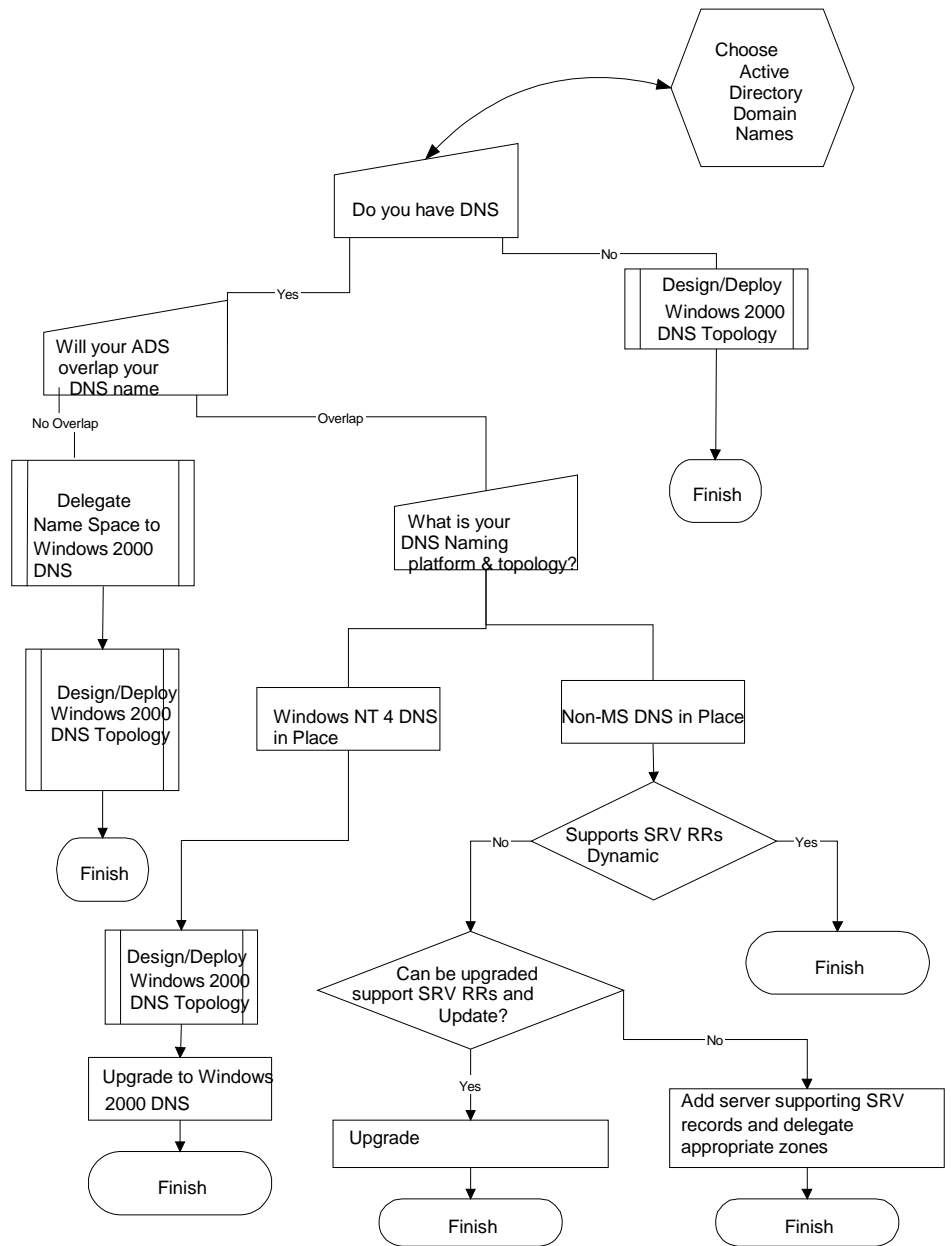 Choose
Active
Directory
Domain
Names
Do you have DNS
No
Yes
Design/Deploy
Windows 2000
DNS Topology
Will your ADS
overlap your
DNS name
No Overlap
Overlap
Finish
Delegate
Name Space to
Windows 2000
DNS
What is your
DNS Naming
platform & topology?
Design/Deploy
Windows 2000
DNS Topology
Windows NT 4 DNS
in Place
Non-MS DNS in Place
Finish
No
Supports SRV RRs
Dynamic
Yes
Design/Deploy
Windows 2000
DNS Topology
Can be upgraded
support SRV RRs and
Update?
Finish
No
Upgrade to Windows
2000 DNS
Yes
Add server supporting SRV
records and delegate
appropriate zones
Upgrade
Finish
Finish
Finish